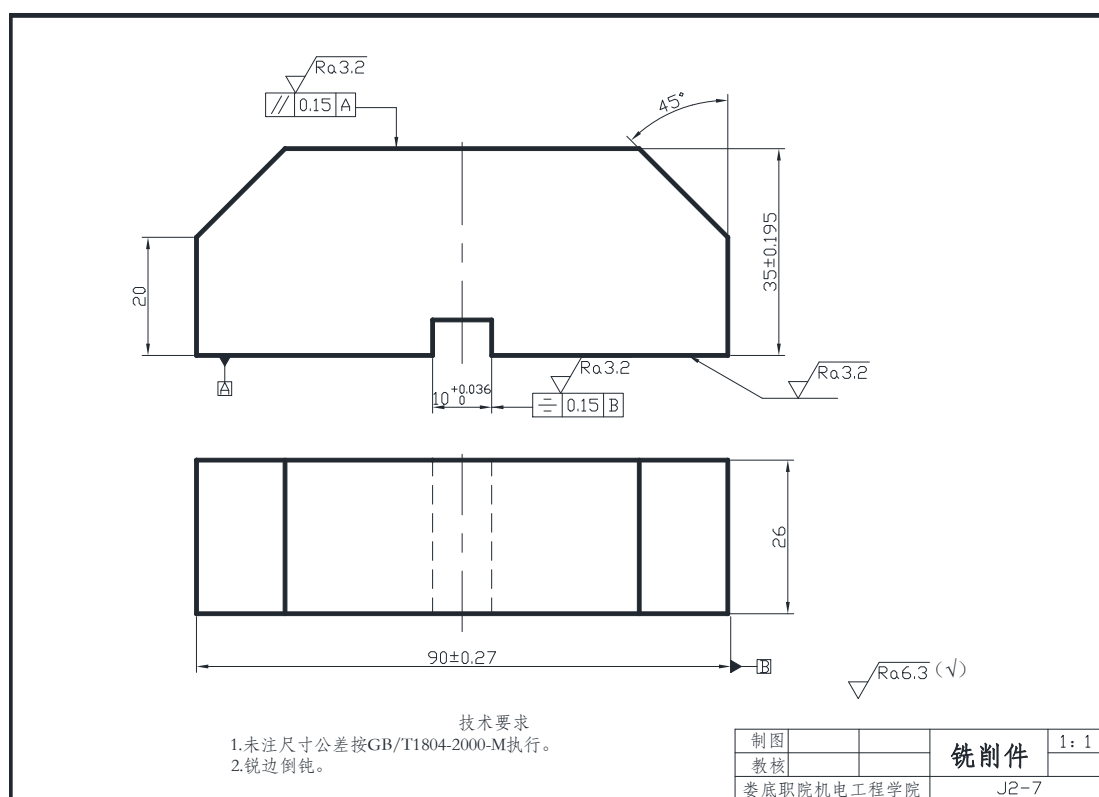 Ra3.2
// 0.15 A
45°
35±0.195
20
A
10 +0.036 0
Ra3.2
⌯ 0.15 B
Ra3.2
26
90±0.27
B
Ra6.3 (√)
技术要求
1.未注尺寸公差按GB/T1804-2000-M执行。
2.锐边倒钝。
制图
铣削件
1: 1
教核
娄底职院机电工程学院
J2-7